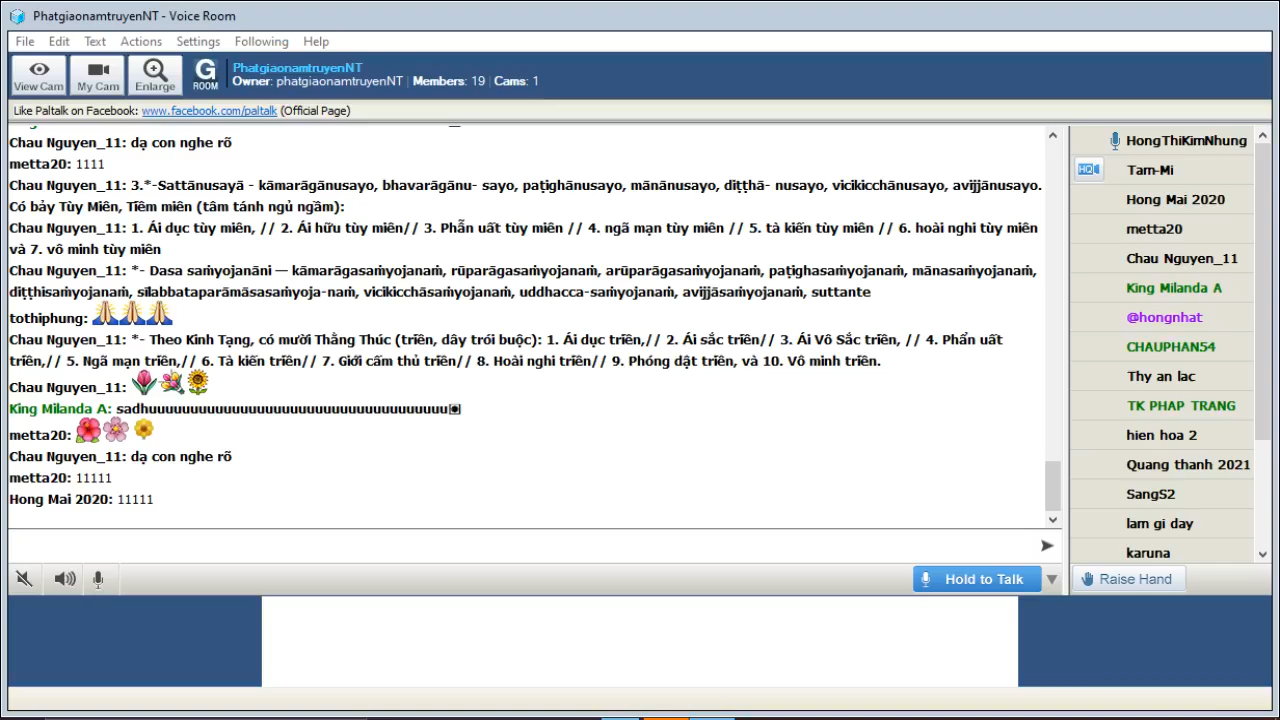 PhatgiaonamtruyenNT - Voice Room
File Edit Text Actions Settings Following Help
View Cam My Cam Enlarge G ROOM
PhatgiaonamtruyenNT
Owner: phatgiaonamtruyenNT | Members: 19 | Cams: 1
Like Paltalk on Facebook: www.facebook.com/paltalk (Official Page)
Chau Nguyen_11: dạ con nghe rõ
metta20: 1111
Chau Nguyen_11: 3.*-Sattānusayā - kāmarāgānusayo, bhavarāgānu- sayo, paṭighānusayo, mānānusayo, diṭṭhā- nusayo, vicikicchānusayo, avijjānusayo.
Có bảy Tùy Miên, Tiềm miên (tâm tánh ngủ ngầm):
Chau Nguyen_11: 1. Ái dục tùy miên, // 2. Ái hữu tùy miên// 3. Phẫn uất tùy miên // 4. ngã mạn tùy miên // 5. tà kiến tùy miên // 6. hoài nghi tùy miên
và 7. vô minh tùy miên
Chau Nguyen_11: *- Dasa saṁyojanāni — kāmarāgasaṁyojanaṁ, rūparāgasaṁyojanaṁ, arūparāgasaṁyojanaṁ, paṭighasaṁyojanaṁ, mānasaṁyojanaṁ,
diṭṭhisaṁyojanaṁ, sīlabbataparāmāsasaṁyoja-naṁ, vicikicchāsaṁyojanaṁ, uddhacca-saṁyojanaṁ, avijjāsaṁyojanaṁ, suttante
tothiphung:
Chau Nguyen_11: *- Theo Kinh Tạng, có mười Thằng Thúc (triền, dây trói buộc): 1. Ái dục triền,// 2. Ái sắc triền// 3. Ái Vô Sắc triền, // 4. Phẩn uất
triền,// 5. Ngã mạn triền,// 6. Tà kiến triền// 7. Giới cấm thủ triền// 8. Hoài nghi triền// 9. Phóng dật triền, và 10. Vô minh triền.
Chau Nguyen_11:
King Milanda A: sadhuuuuuuuuuuuuuuuuuuuuuuuuuuuuuuuuuuu
metta20:
Chau Nguyen_11: dạ con nghe rõ
metta20: 11111
Hong Mai 2020: 11111
Hold to Talk
HongThiKimNhung
HQ Tam-Mi
Hong Mai 2020
metta20
Chau Nguyen_11
King Milanda A
@hongnhat
CHAUPHAN54
Thy an lac
TK PHAP TRANG
hien hoa 2
Quang thanh 2021
SangS2
lam gi day
karuna
Raise Hand